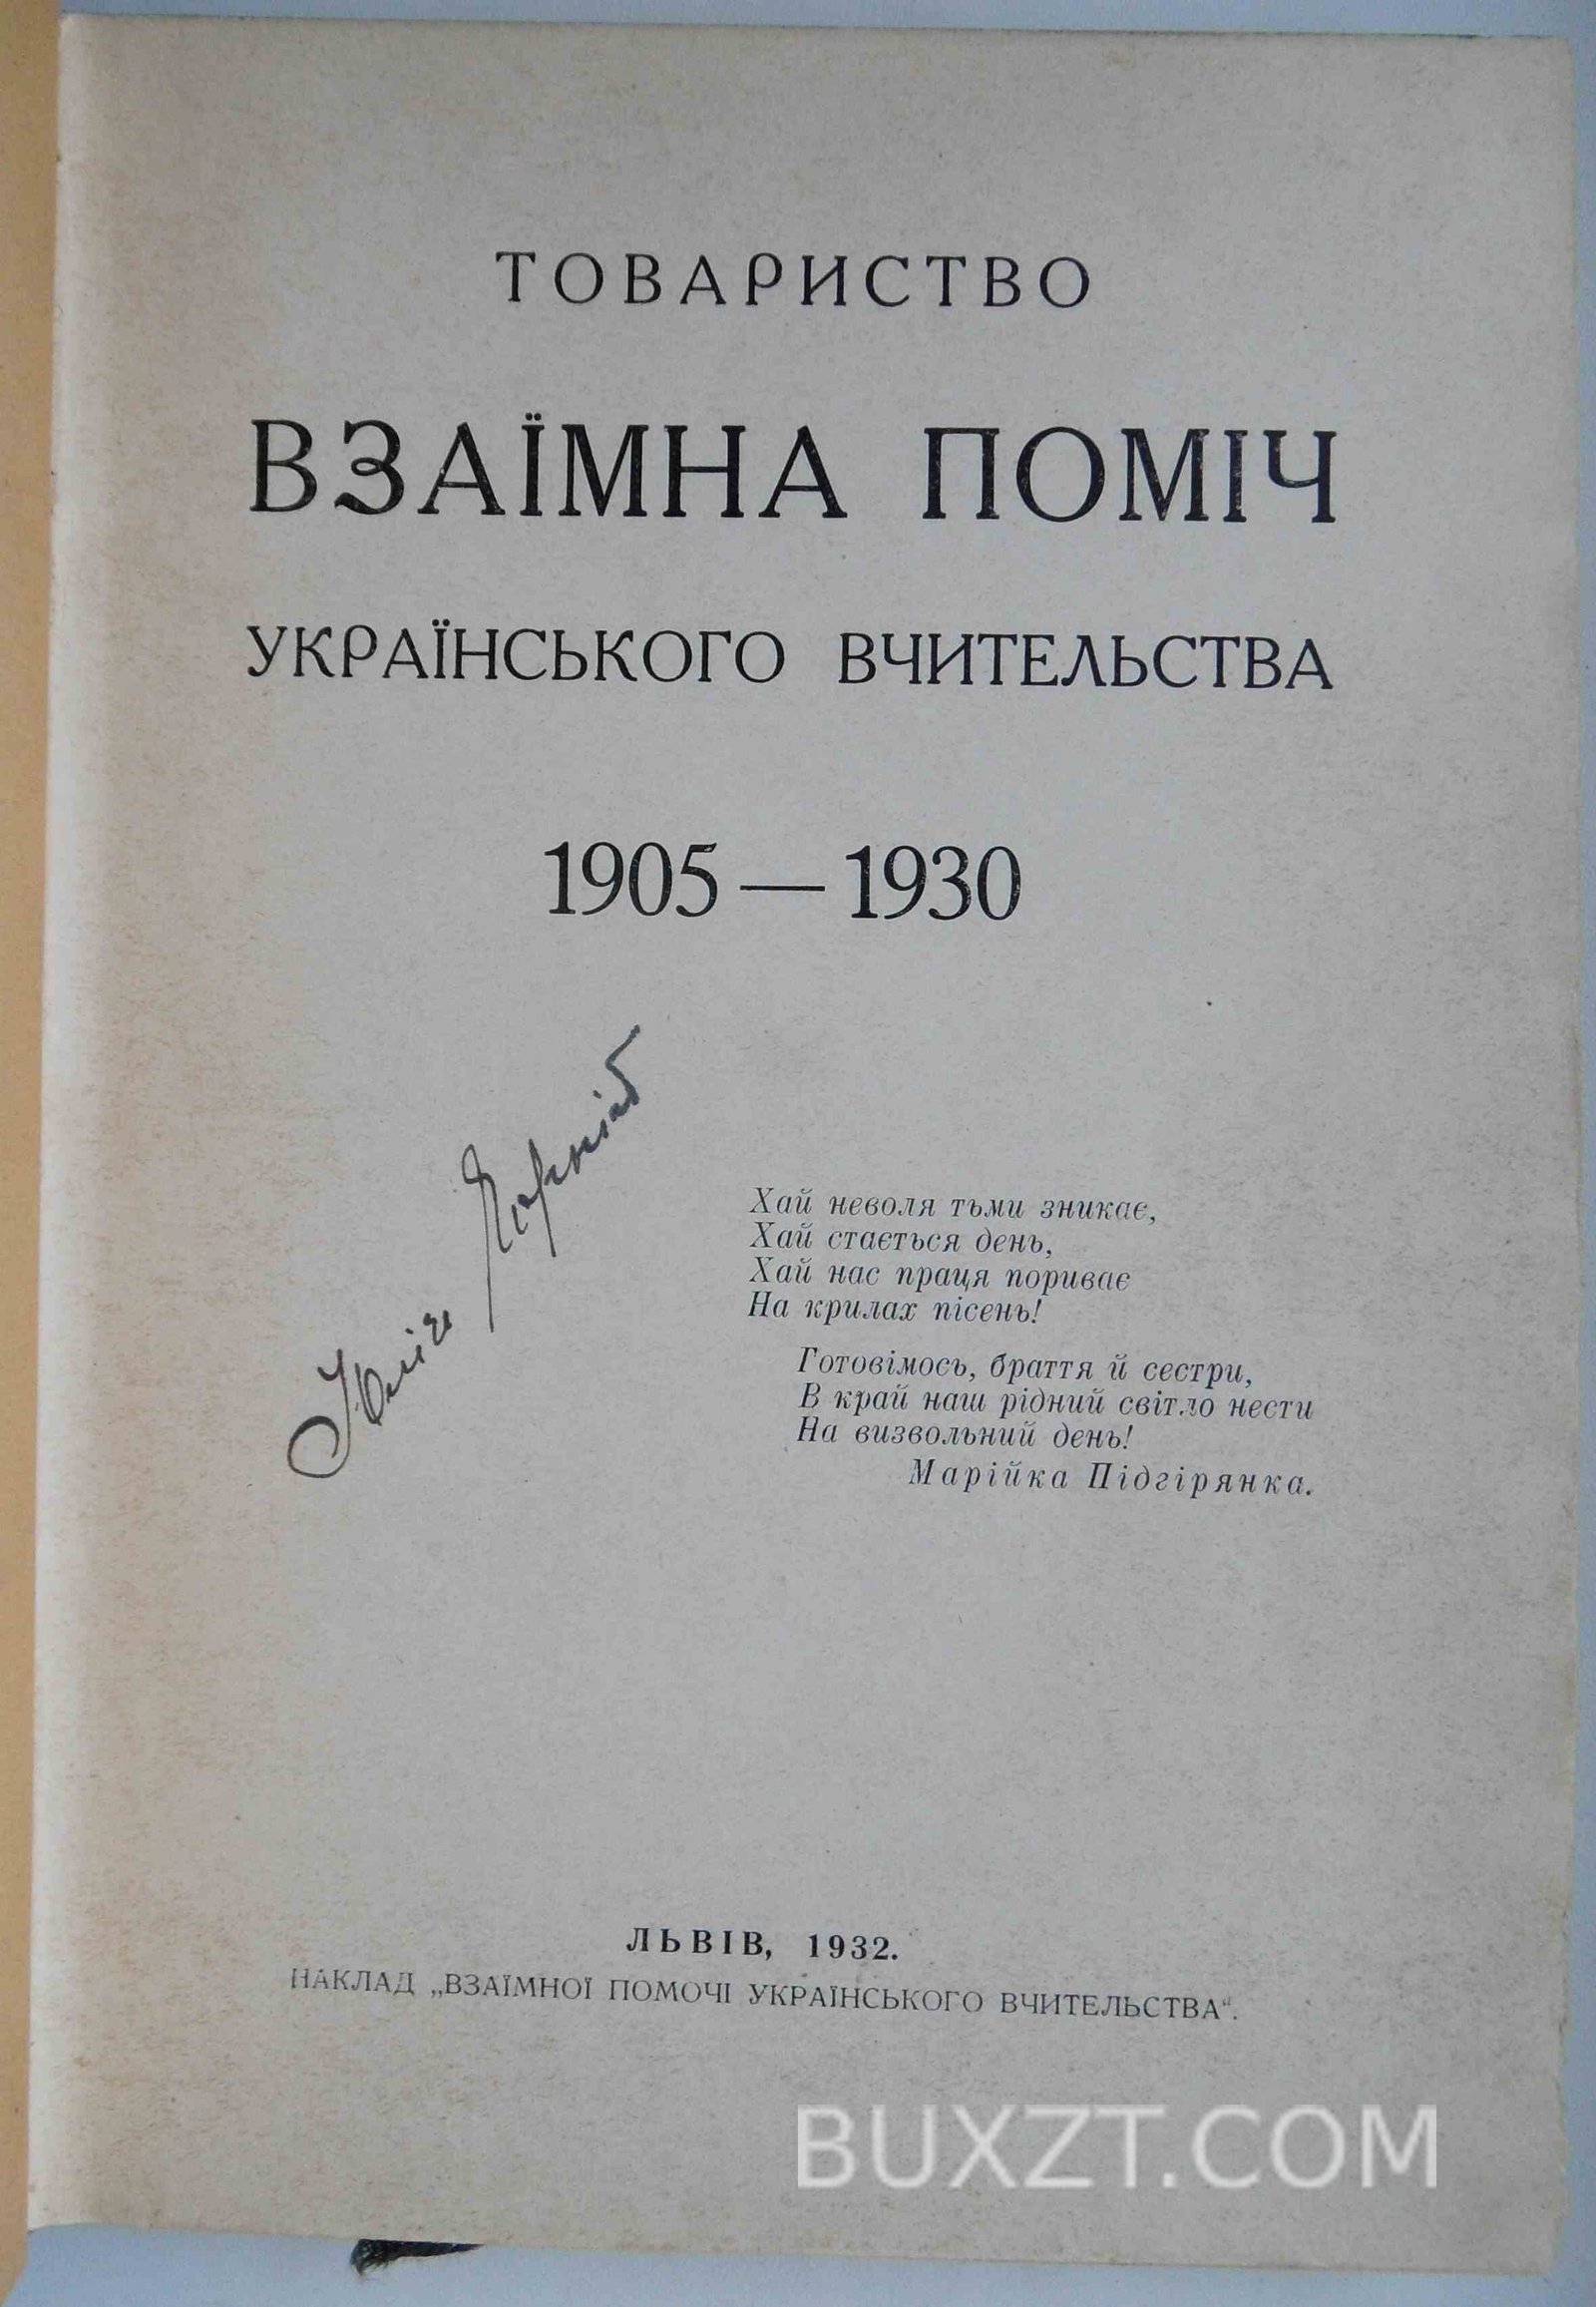 ТОВАРИСТВО
ВЗАЇМНА ПОМІЧ
УКРАЇНСЬКОГО ВЧИТЕЛЬСТВА
1905—1930
Хай неволя тьми зникає,
Хай стається день,
Хай нас праця пориває
На крилах пісень!
Готовімось, браття й сестри,
В край наш рідний світло нести
На визвольний день!
Марійка Підгірянка.
ЛЬВІВ, 1932.
НАКЛАД „ВЗАЇМНОЇ ПОМОЧІ УКРАЇНСЬКОГО ВЧИТЕЛЬСТВА“.
BUXZT.COM